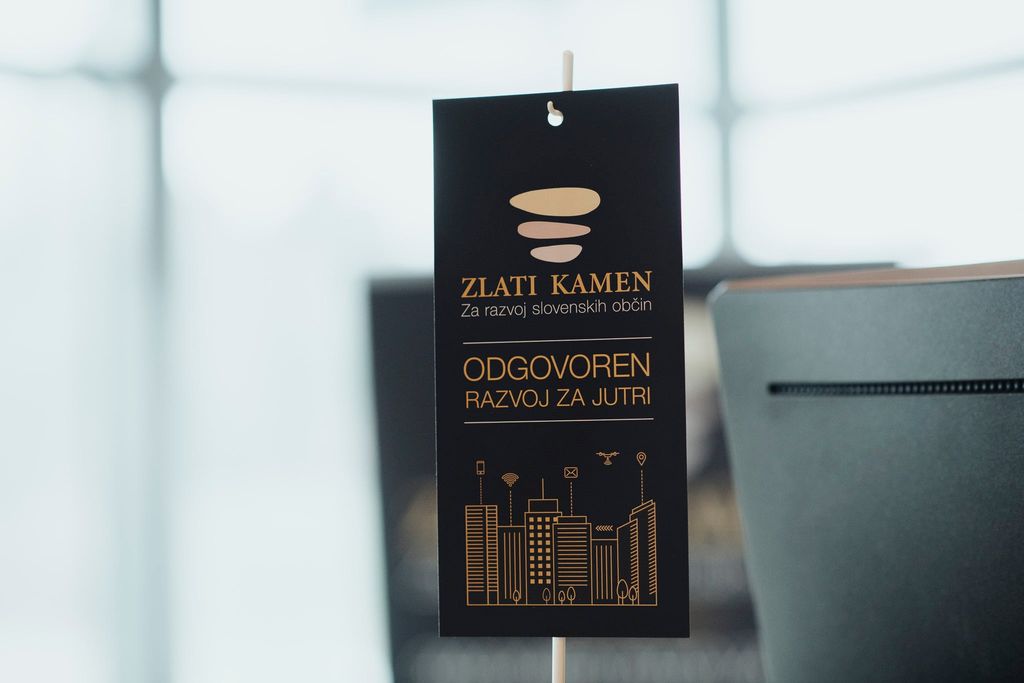 ZLATI KAMEN
Za razvoj slovenskih občin
ODGOVOREN
RAZVOJ ZA JUTRI